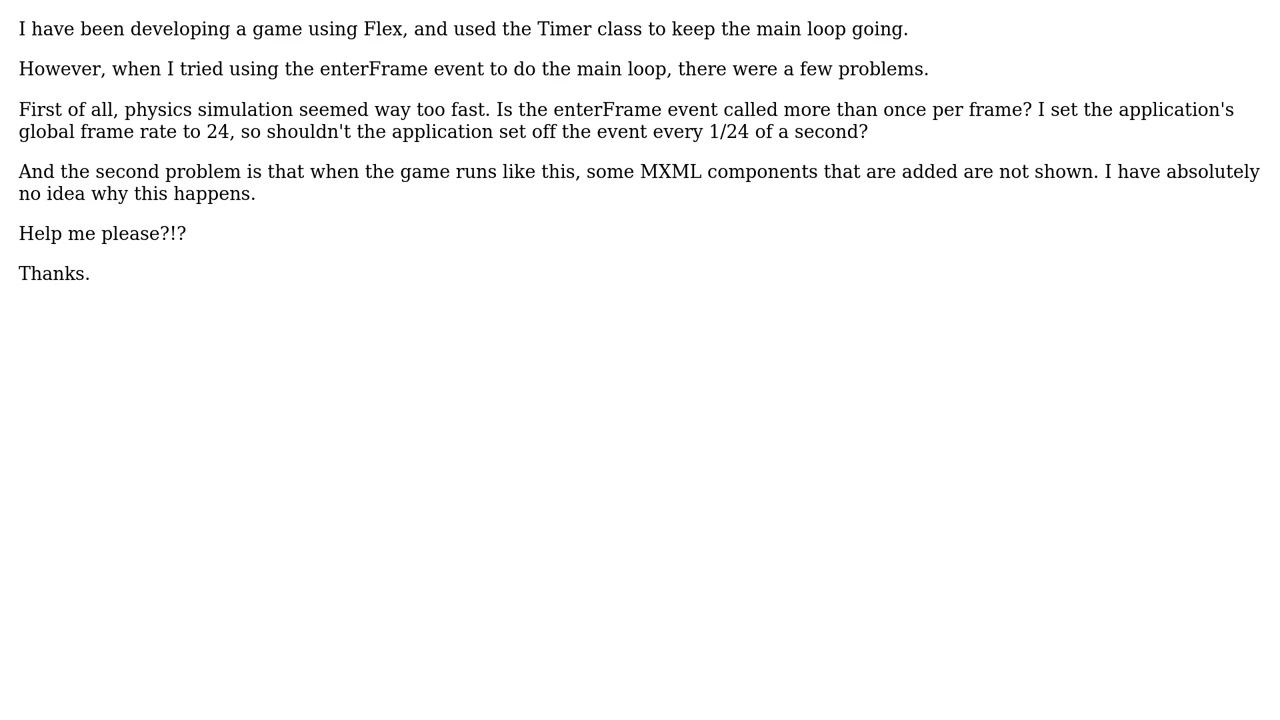 I have been developing a game using Flex, and used the Timer class to keep the main loop going.
However, when I tried using the enterFrame event to do the main loop, there were a few problems.
First of all, physics simulation seemed way too fast. Is the enterFrame event called more than once per frame? I set the application's
global frame rate to 24, so shouldn't the application set off the event every 1/24 of a second?
And the second problem is that when the game runs like this, some MXML components that are added are not shown. I have absolutely
no idea why this happens.
Help me please?!?
Thanks.